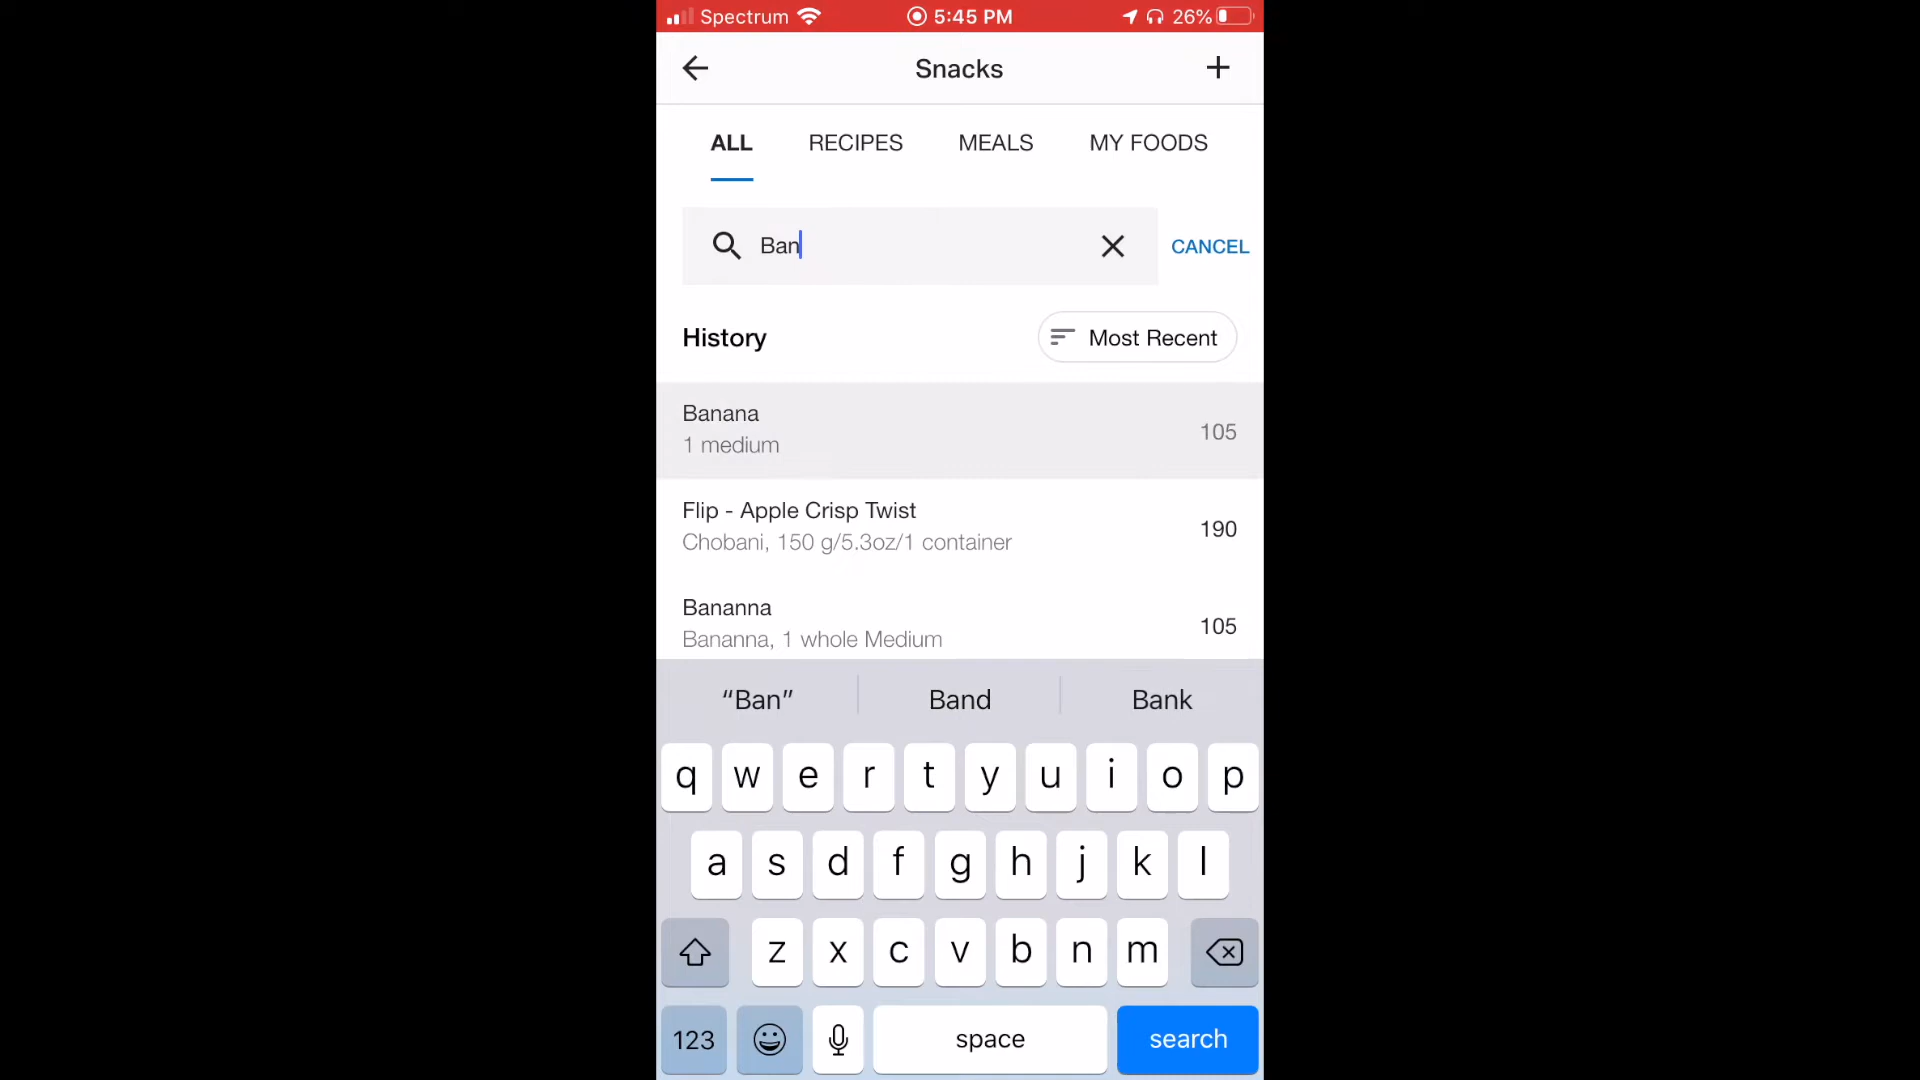 Spectrum 5:45 PM 26%
Snacks
ALL RECIPES MEALS MY FOODS
Ban CANCEL
History Most Recent
Banana
1 medium
105
Flip - Apple Crisp Twist
Chobani, 150 g/5.3oz/1 container
190
Bananna
Bananna, 1 whole Medium
105
“Ban” Band Bank
q w e r t y u i o p
a s d f g h j k l
z x c v b n m
123 space search